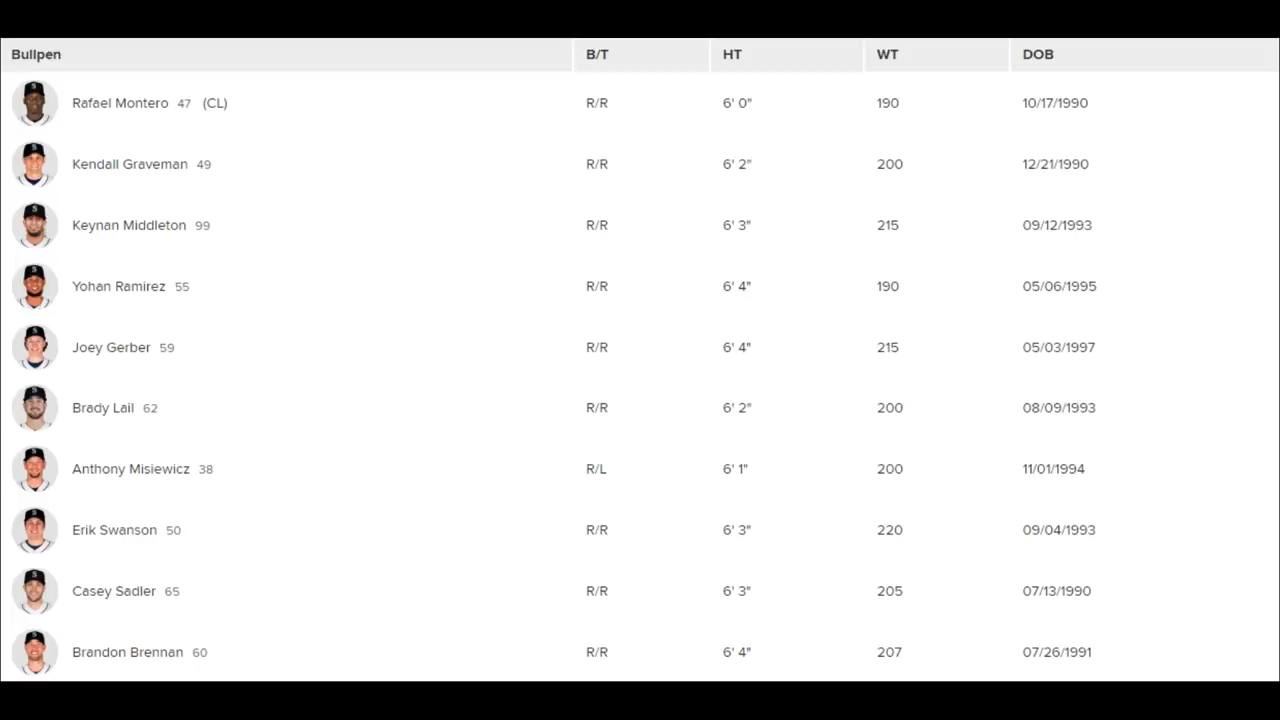 Bullpen B/T HT WT DOB
Rafael Montero 47 (CL) R/R 6' 0" 190 10/17/1990
Kendall Graveman 49 R/R 6' 2" 200 12/21/1990
Keynan Middleton 99 R/R 6' 3" 215 09/12/1993
Yohan Ramirez 55 R/R 6' 4" 190 05/06/1995
Joey Gerber 59 R/R 6' 4" 215 05/03/1997
Brady Lail 62 R/R 6' 2" 200 08/09/1993
Anthony Misiewicz 38 R/L 6' 1" 200 11/01/1994
Erik Swanson 50 R/R 6' 3" 220 09/04/1993
Casey Sadler 65 R/R 6' 3" 205 07/13/1990
Brandon Brennan 60 R/R 6' 4" 207 07/26/1991